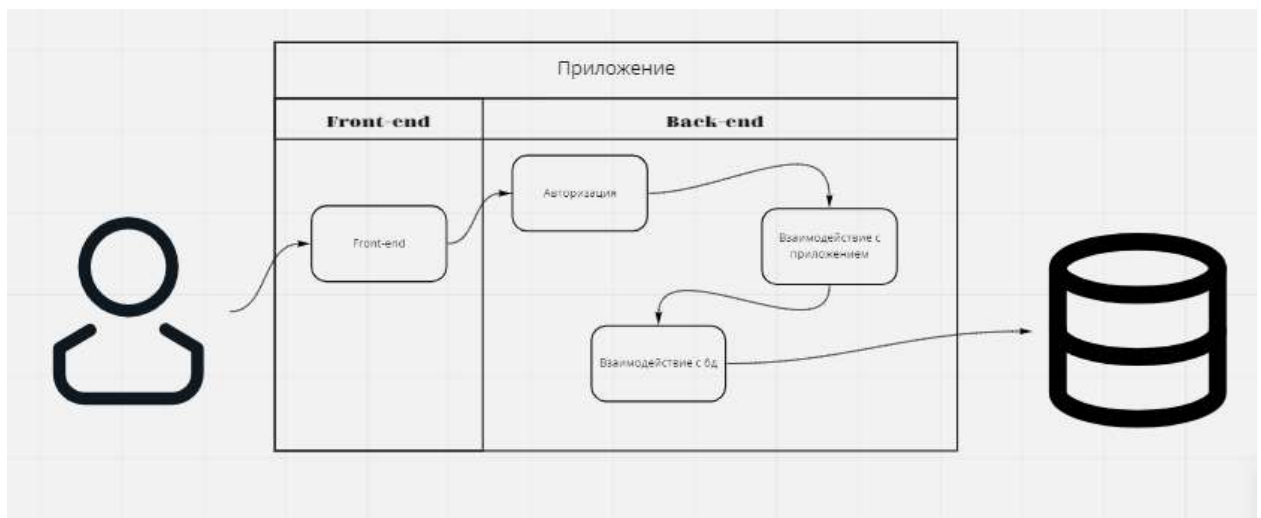 Приложение
Front-end
Back-end
Авторизация
Front-end
Взаимодействие с
приложением
Взаимодействие с бд